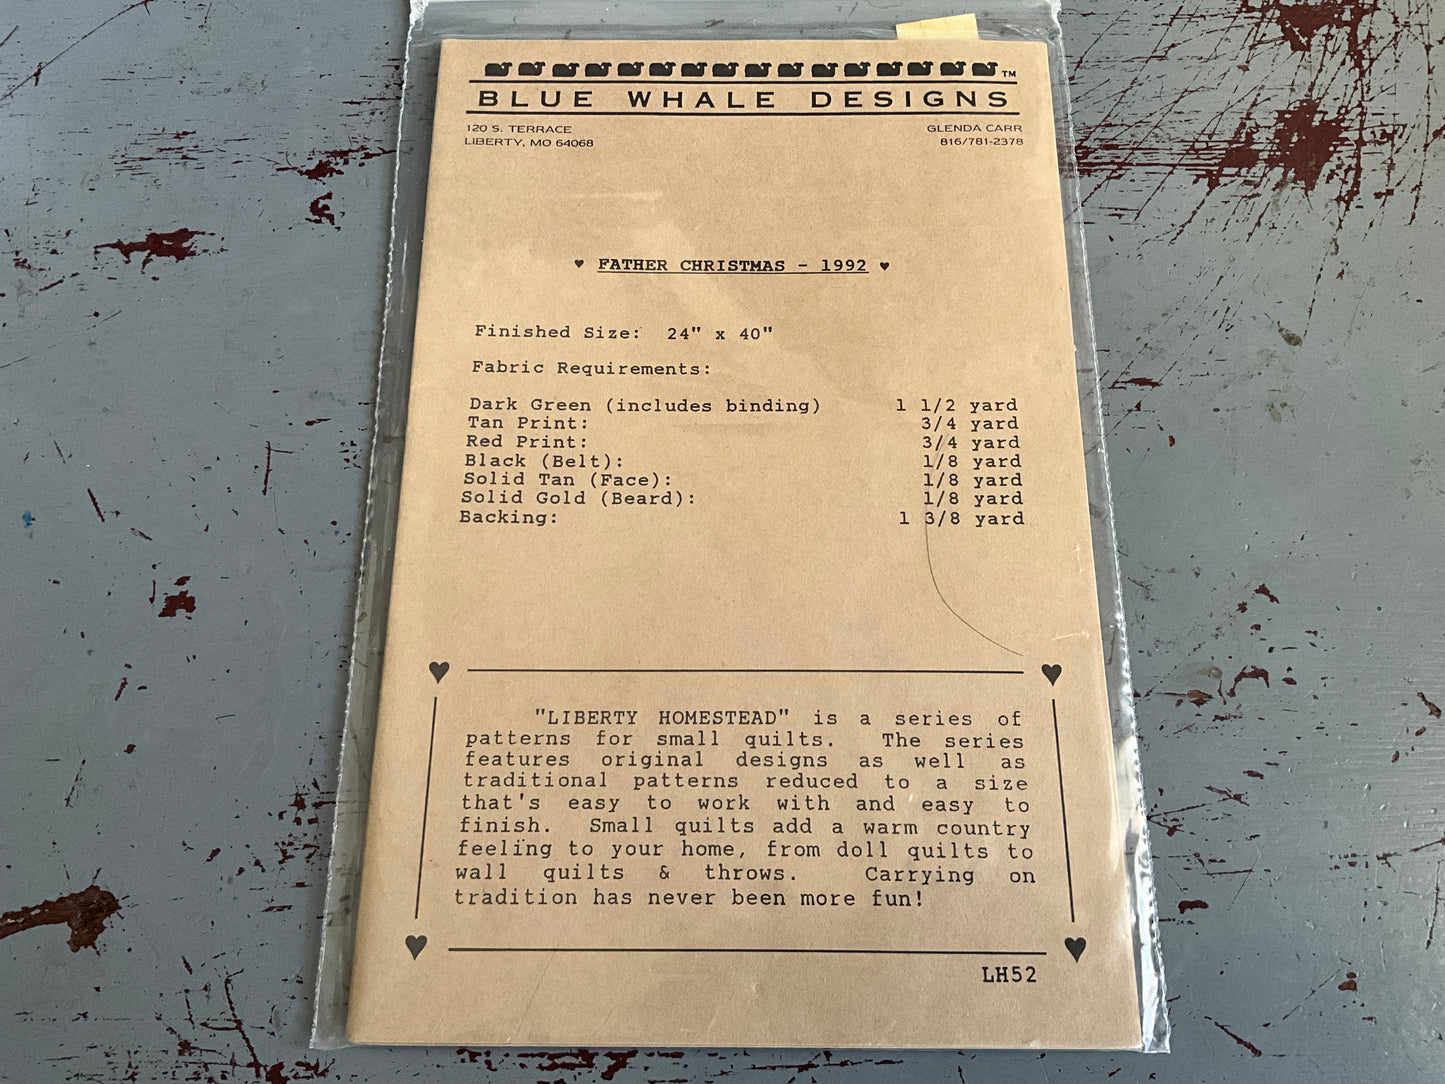 BLUE WHALE DESIGNS ™
120 S. TERRACE
LIBERTY, MO 64068
GLENDA CARR
816/781-2378
♥ FATHER CHRISTMAS - 1992 ♥
Finished Size: 24" x 40"
Fabric Requirements:
Dark Green (includes binding) 1 1/2 yard
Tan Print: 3/4 yard
Red Print: 3/4 yard
Black (Belt): 1/8 yard
Solid Tan (Face): 1/8 yard
Solid Gold (Beard): 1/8 yard
Backing: 1 3/8 yard
"LIBERTY HOMESTEAD" is a series of
patterns for small quilts. The series
features original designs as well as
traditional patterns reduced to a size
that's easy to work with and easy to
finish. Small quilts add a warm country
feeling to your home, from doll quilts to
wall quilts & throws. Carrying on
tradition has never been more fun!
LH52